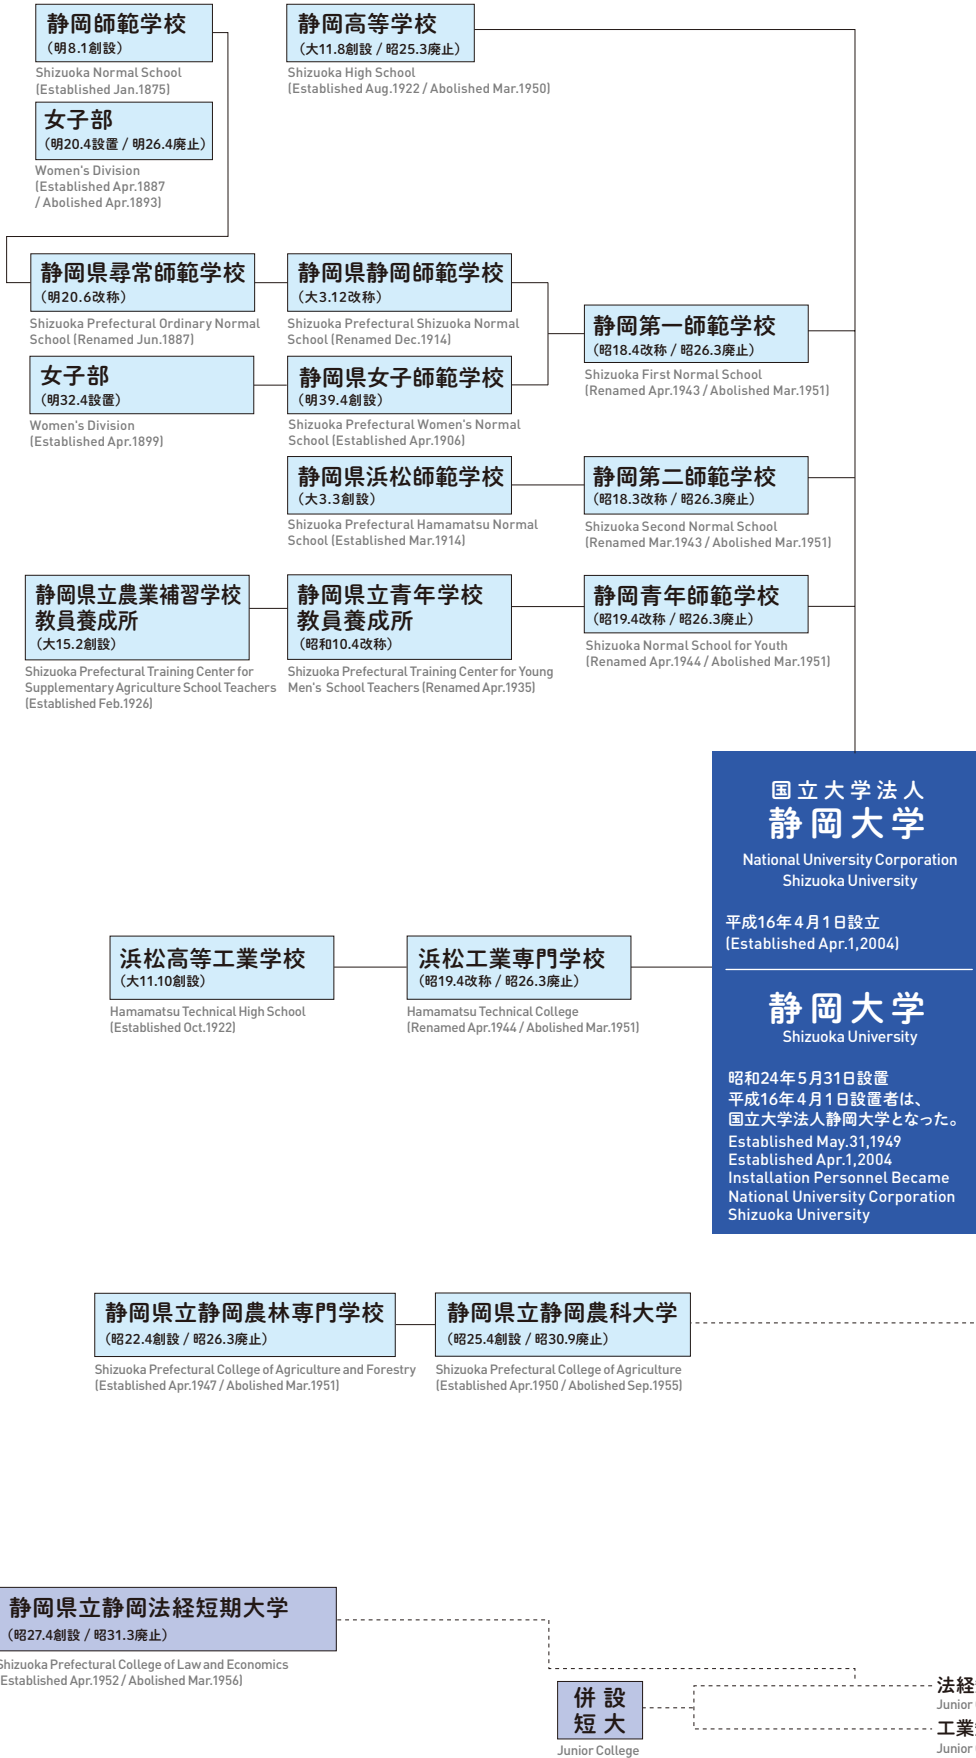 静岡師範学校
（明8.1創設）
Shizuoka Normal School
(Established Jan.1875)
女子部
（明20.4設置 / 明26.4廃止）
Women's Division
(Established Apr.1887
/ Abolished Apr.1893)
静岡高等学校
（大11.8創設 / 昭25.3廃止）
Shizuoka High School
(Established Aug.1922 / Abolished Mar.1950)
静岡県尋常師範学校
（明20.6改称）
Shizuoka Prefectural Ordinary Normal
School (Renamed Jun.1887)
静岡県静岡師範学校
（大3.12改称）
Shizuoka Prefectural Shizuoka Normal
School (Renamed Dec.1914)
女子部
（明32.4設置）
Women's Division
(Established Apr.1899)
静岡県女子師範学校
（明39.4創設）
Shizuoka Prefectural Women's Normal
School (Established Apr.1906)
静岡第一師範学校
（昭18.4改称 / 昭26.3廃止）
Shizuoka First Normal School
(Renamed Apr.1943 / Abolished Mar.1951)
静岡県浜松師範学校
（大3.3創設）
Shizuoka Prefectural Hamamatsu Normal
School (Established Mar.1914)
静岡第二師範学校
（昭18.3改称 / 昭26.3廃止）
Shizuoka Second Normal School
(Renamed Mar.1943 / Abolished Mar.1951)
静岡県立農業補習学校
教員養成所
（大15.2創設）
Shizuoka Prefectural Training Center for
Supplementary Agriculture School Teachers
(Established Feb.1926)
静岡県立青年学校
教員養成所
（昭和10.4改称）
Shizuoka Prefectural Training Center for Young
Men's School Teachers (Renamed Apr.1935)
静岡青年師範学校
（昭19.4改称 / 昭26.3廃止）
Shizuoka Normal School for Youth
(Renamed Apr.1944 / Abolished Mar.1951)
国立大学法人
静岡大学
National University Corporation
Shizuoka University
平成16年4月1日設立
(Established Apr.1,2004)
静岡大学
Shizuoka University
昭和24年5月31日設置
平成16年4月1日設置者は、
国立大学法人静岡大学となった。
Established May.31,1949
Established Apr.1,2004
Installation Personnel Became
National University Corporation
Shizuoka University
浜松高等工業学校
（大11.10創設）
Hamamatsu Technical High School
(Established Oct.1922)
浜松工業専門学校
（昭19.4改称 / 昭26.3廃止）
Hamamatsu Technical College
(Renamed Apr.1944 / Abolished Mar.1951)
静岡県立静岡農林専門学校
（昭22.4創設 / 昭26.3廃止）
Shizuoka Prefectural College of Agriculture and Forestry
(Established Apr.1947 / Abolished Mar.1951)
静岡県立静岡農科大学
（昭25.4創設 / 昭30.9廃止）
Shizuoka Prefectural College of Agriculture
(Established Apr.1950 / Abolished Sep.1955)
静岡県立静岡法経短期大学
（昭27.4創設 / 昭31.3廃止）
Shizuoka Prefectural College of Law and Economics
(Established Apr.1952 / Abolished Mar.1956)
併設
短大
Junior College
法経
Junior
工業
Junior